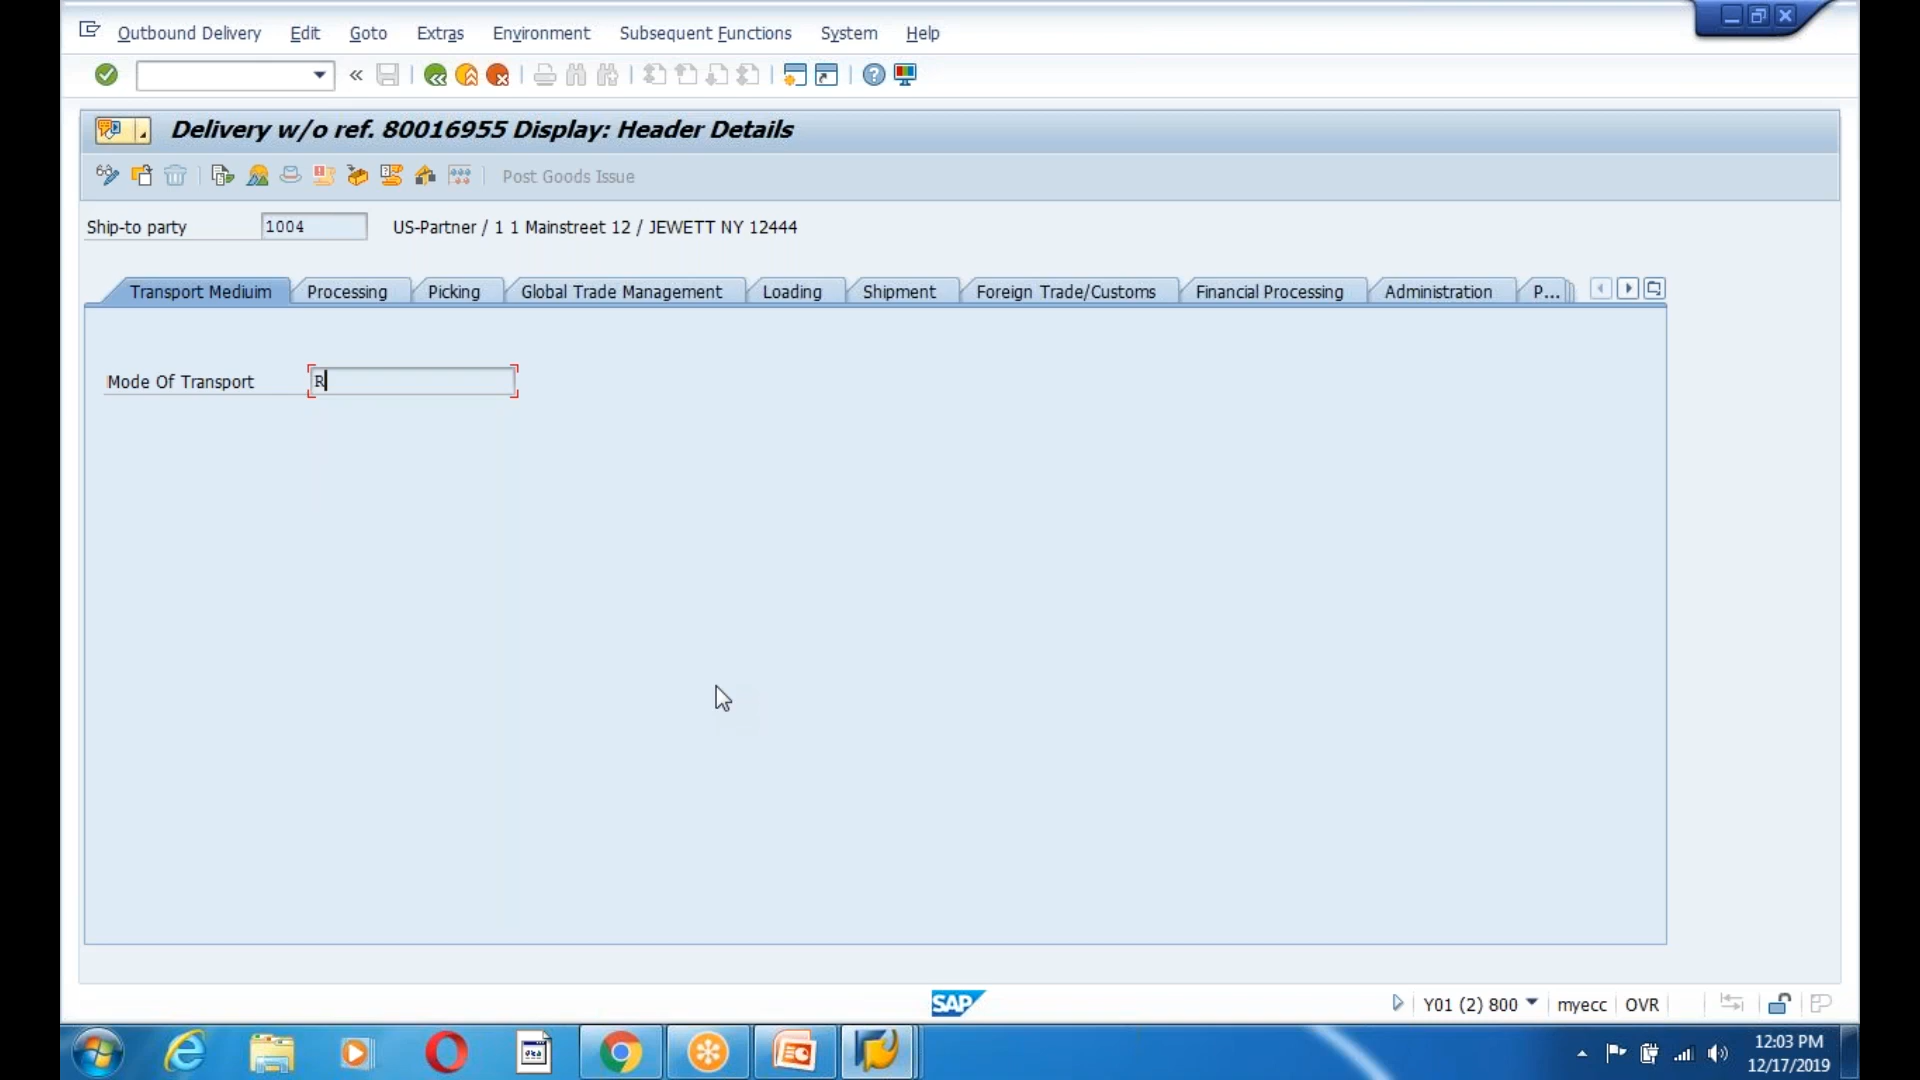 Outbound Delivery Edit Goto Extras Environment Subsequent Functions System Help
Delivery w/o ref. 80016955 Display: Header Details
Post Goods Issue
Ship-to party 1004 US-Partner / 1 1 Mainstreet 12 / JEWETT NY 12444
Transport Mediuim Processing Picking Global Trade Management Loading Shipment Foreign Trade/Customs Financial Processing Administration P...
Mode Of Transport R
SAP
Y01 (2) 800 myecc OVR
12:03 PM
12/17/2019